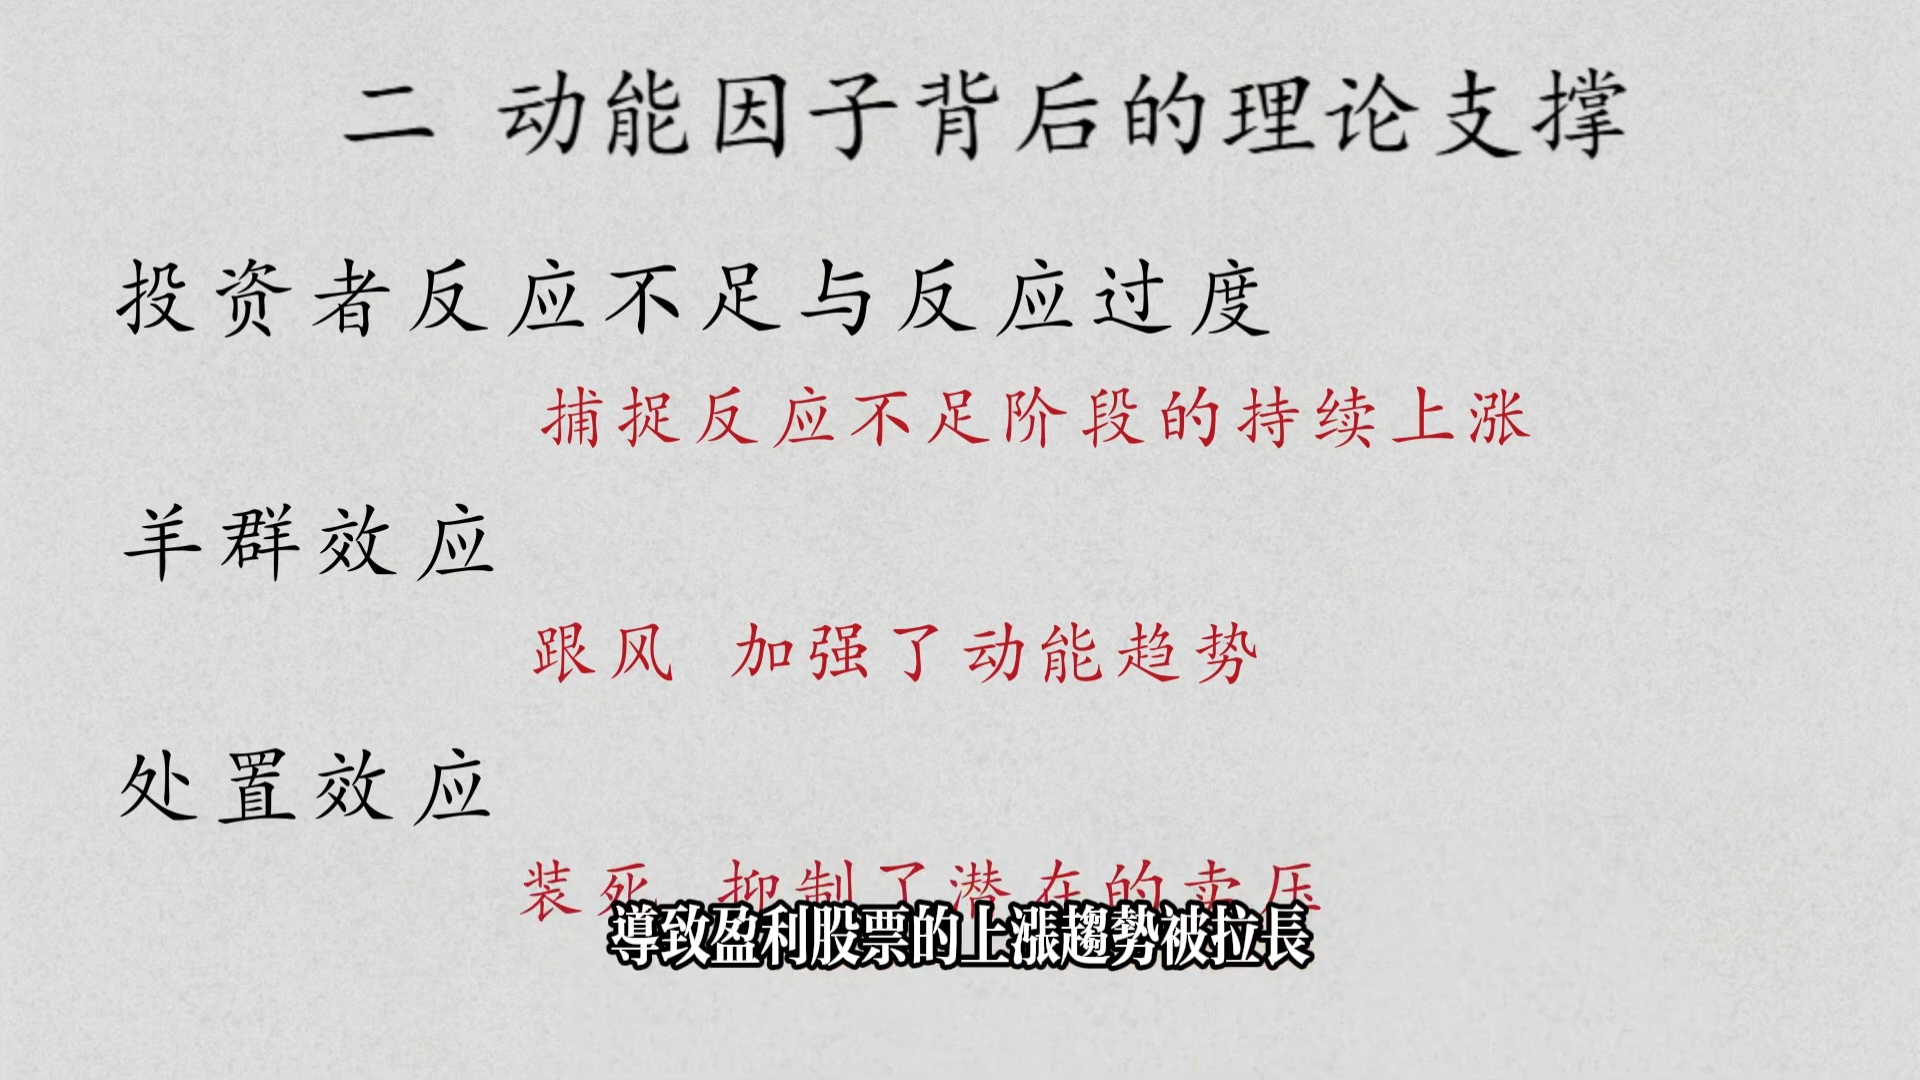 二 动能因子背后的理论支撑
投资者反应不足与反应过度
捕捉反应不足阶段的持续上涨
羊群效应
跟风 加强了动能趋势
处置效应
装死 抑制了潜在的卖压
導致盈利股票的上漲趨勢被拉長